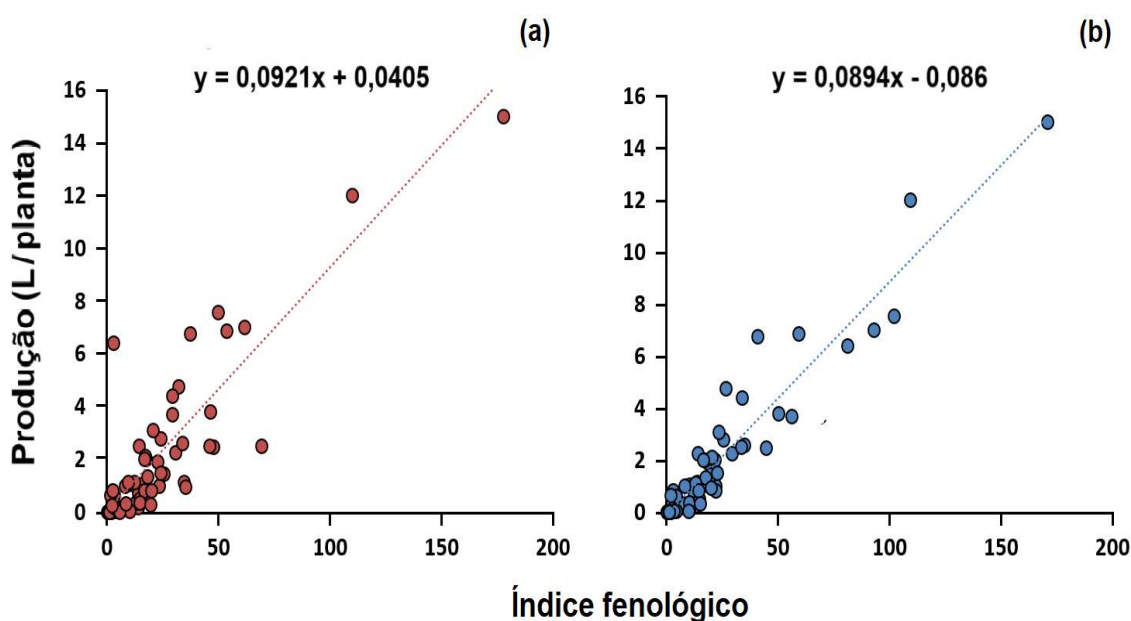 (a)
y = 0,0921x + 0,0405
16
14
12
10
8
6
4
2
0
0 50 100 150 200
Produção (L/planta)
(b)
y = 0,0894x - 0,086
16
14
12
10
8
6
4
2
0
0 50 100 150 200
Índice fenológico